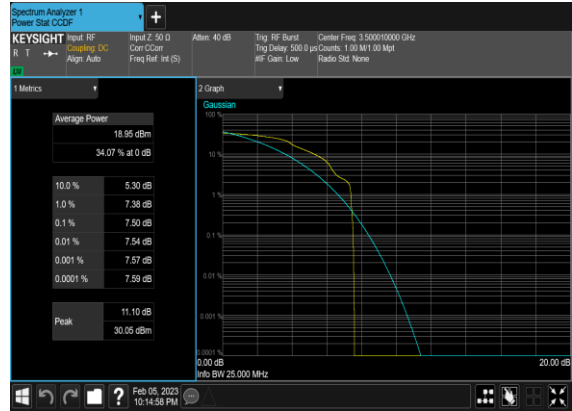 Spectrum Analyzer 1
Power Stat CCDF
KEYSIGHT
R T
Input: RF
Coupling: DC
Align: Auto
Input Z: 50 Ω
Corr CCorr
Freq Ref: Int (S)
Atten: 40 dB
Trig: RF Burst
Trig Delay: 500.0 µs
#IF Gain: Low
Center Freq: 3.500010000 GHz
Counts: 1.00 M/1.00 Mpt
Radio Std: None
1 Metrics
Average Power
18.95 dBm
34.07 % at 0 dB
10.0 % 5.30 dB
1.0 % 7.38 dB
0.1 % 7.50 dB
0.01 % 7.54 dB
0.001 % 7.57 dB
0.0001 % 7.59 dB
Peak
11.10 dB
30.05 dBm
2 Graph
Gaussian
100 %
10 %
1 %
0.1 %
0.01 %
0.001 %
0.0001 %
0.00 dB 20.00 dB
Info BW 25.000 MHz
Feb 05, 2023
10:14:58 PM